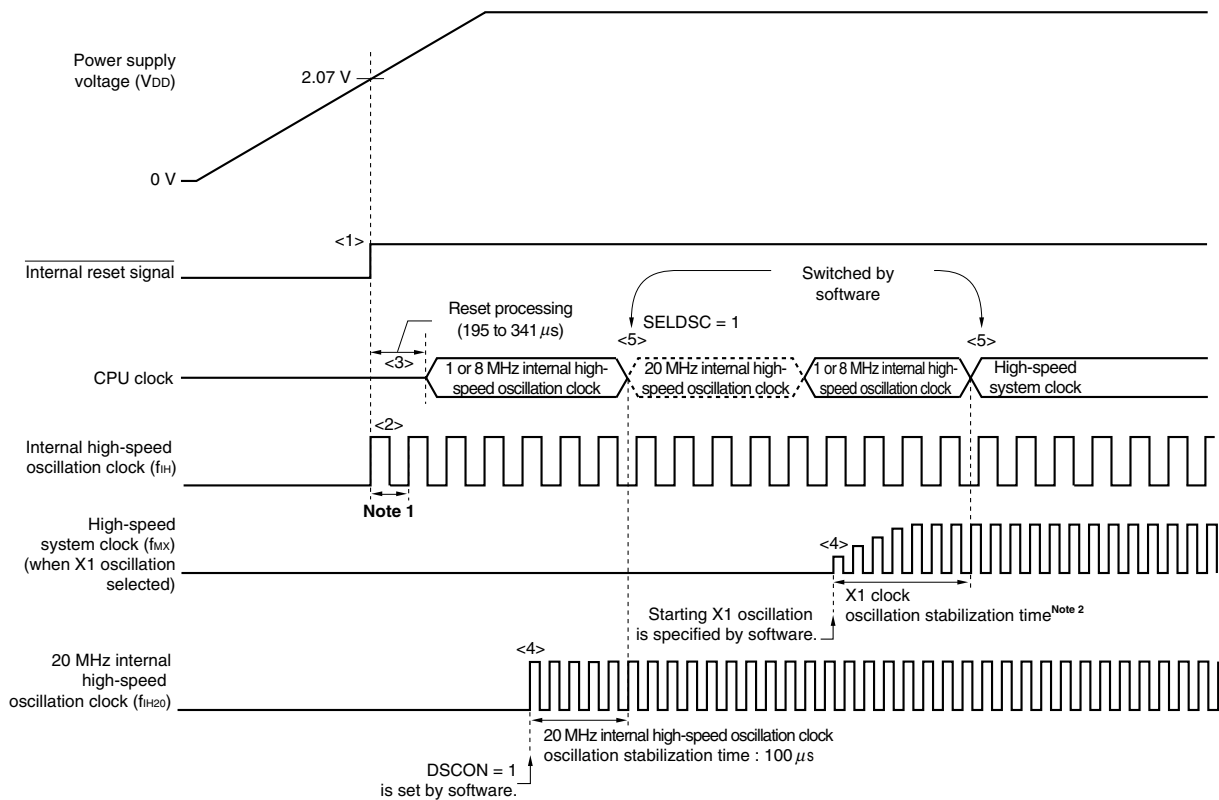 Power supply
voltage (VDD)
2.07 V
0 V
<1>
Internal reset signal
Switched by
software
Reset processing
(195 to 341 μs)
SELDSC = 1
<3>
<5>
<5>
CPU clock
1 or 8 MHz internal high-
speed oscillation clock
20 MHz internal high-
speed oscillation clock
1 or 8 MHz internal high-
speed oscillation clock
High-speed
system clock
<2>
Internal high-speed
oscillation clock (fIH)
Note 1
High-speed
system clock (fMX)
(when X1 oscillation
selected)
<4>
X1 clock
oscillation stabilization time Note 2
Starting X1 oscillation
is specified by software.
20 MHz internal
high-speed
oscillation clock (fIH20)
<4>
20 MHz internal high-speed oscillation clock
oscillation stabilization time : 100 μs
DSCON = 1
is set by software.